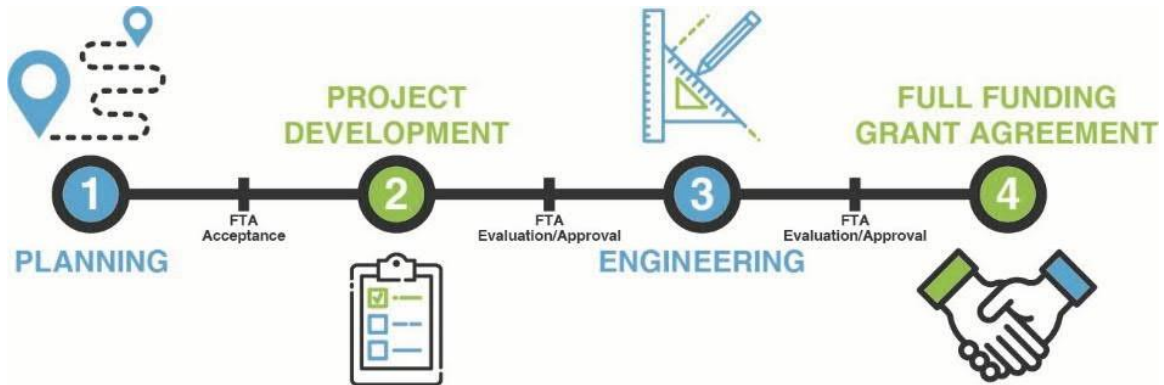 PROJECT
DEVELOPMENT
FULL FUNDING
GRANT AGREEMENT
1
2
3
4
FTA
Acceptance
FTA
Evaluation/Approval
FTA
Evaluation/Approval
PLANNING
ENGINEERING